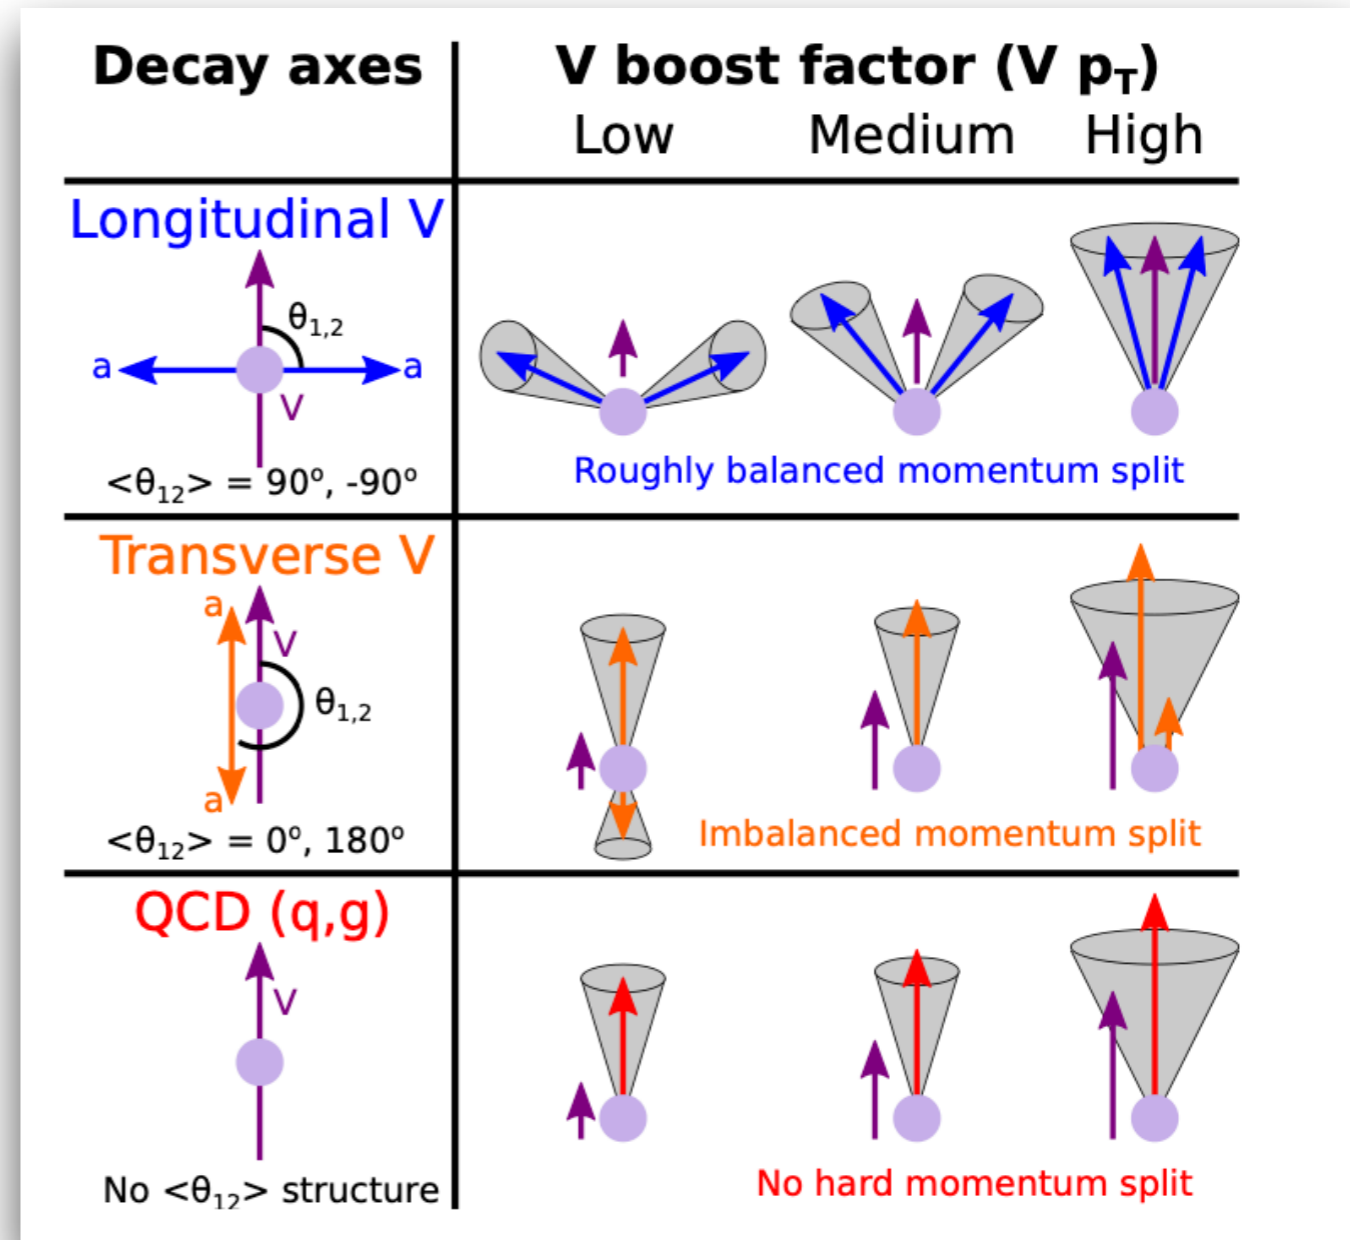 Decay axes
V boost factor (V pT)
Low Medium High
Longitudinal V
θ1,2
a a
V
<θ12> = 90º, -90º
Roughly balanced momentum split
Transverse V
a
V
θ1,2
a
<θ12> = 0º, 180º
Imbalanced momentum split
QCD (q,g)
V
No <θ12> structure
No hard momentum split